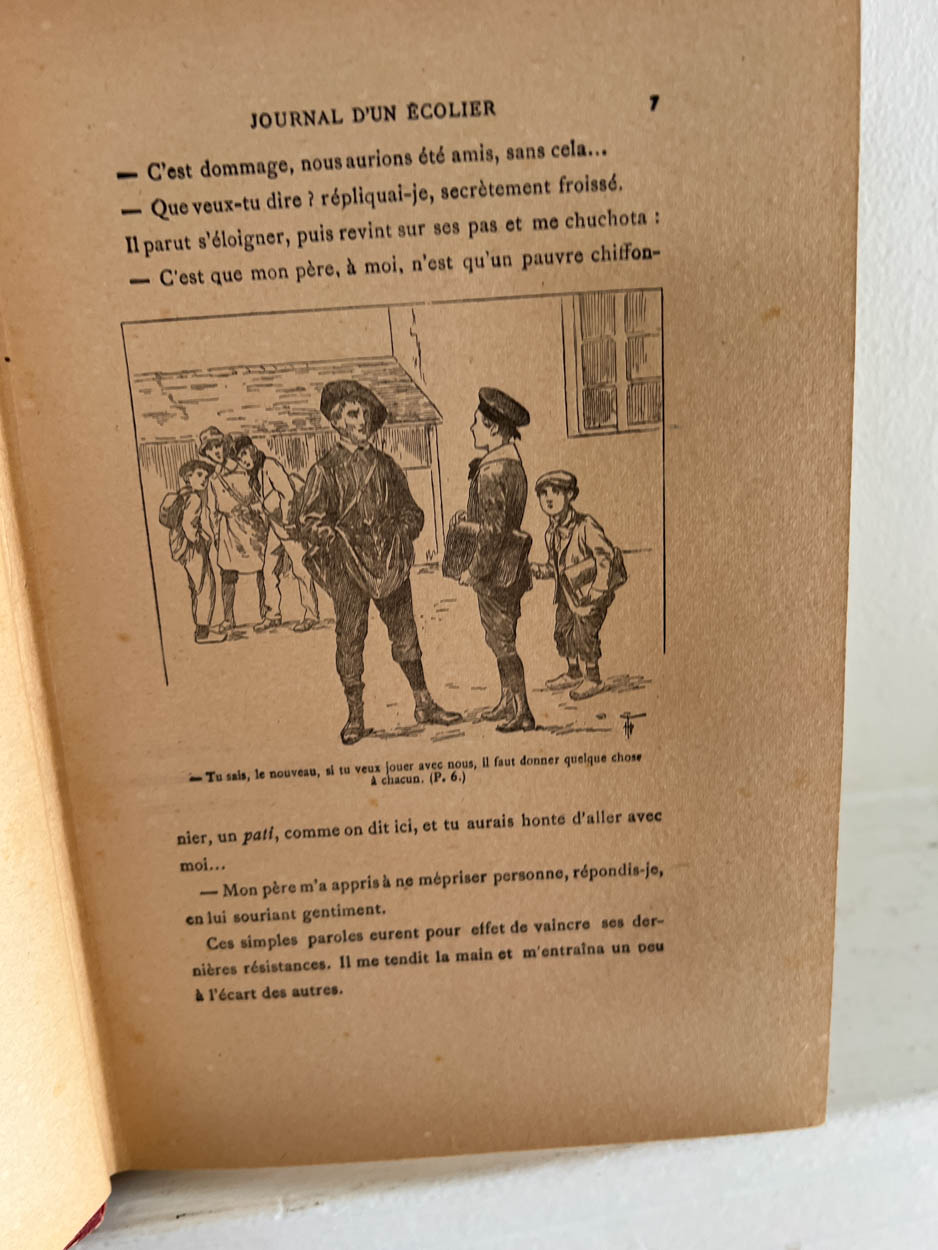 JOURNAL D'UN ÉCOLIER 7
— C'est dommage, nous aurions été amis, sans cela...
— Que veux-tu dire ? répliquai-je, secrètement froissé.
Il parut s'éloigner, puis revint sur ses pas et me chuchota :
— C'est que mon père, à moi, n'est qu'un pauvre chiffon-
— Tu sais, le nouveau, si tu veux jouer avec nous, il faut donner quelque chose
à chacun. (P. 6.)
nier, un pati, comme on dit ici, et tu aurais honte d'aller avec
moi...
— Mon père m'a appris à ne mépriser personne, répondis-je,
en lui souriant gentiment.
Ces simples paroles eurent pour effet de vaincre ses der-
nières résistances. Il me tendit la main et m'entraîna un peu
à l'écart des autres.